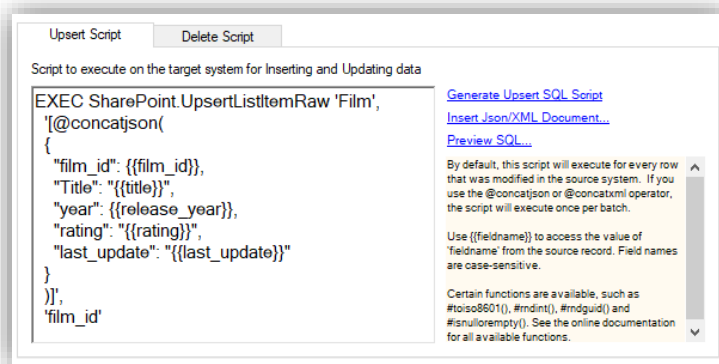 Upsert Script
Delete Script
Script to execute on the target system for Inserting and Updating data
EXEC SharePoint.UpsertListItemRaw 'Film',
'[@concatjson(
{
"film_id": {{film_id}},
"Title": "{{title}}",
"year": {{release_year}},
"rating": "{{rating}}",
"last_update": "{{last_update}}"
}
)]',
'film_id'
Generate Upsert SQL Script
Insert Json/XML Document...
Preview SQL...
By default, this script will execute for every row
that was modified in the source system. If you
use the @concatjson or @concatxml operator,
the script will execute once per batch.
Use {{fieldname}} to access the value of
'fieldname' from the source record. Field names
are case-sensitive.
Certain functions are available, such as
#toiso8601(), #rndint(), #rndguid() and
#isnullorempty(). See the online documentation
for all available functions.